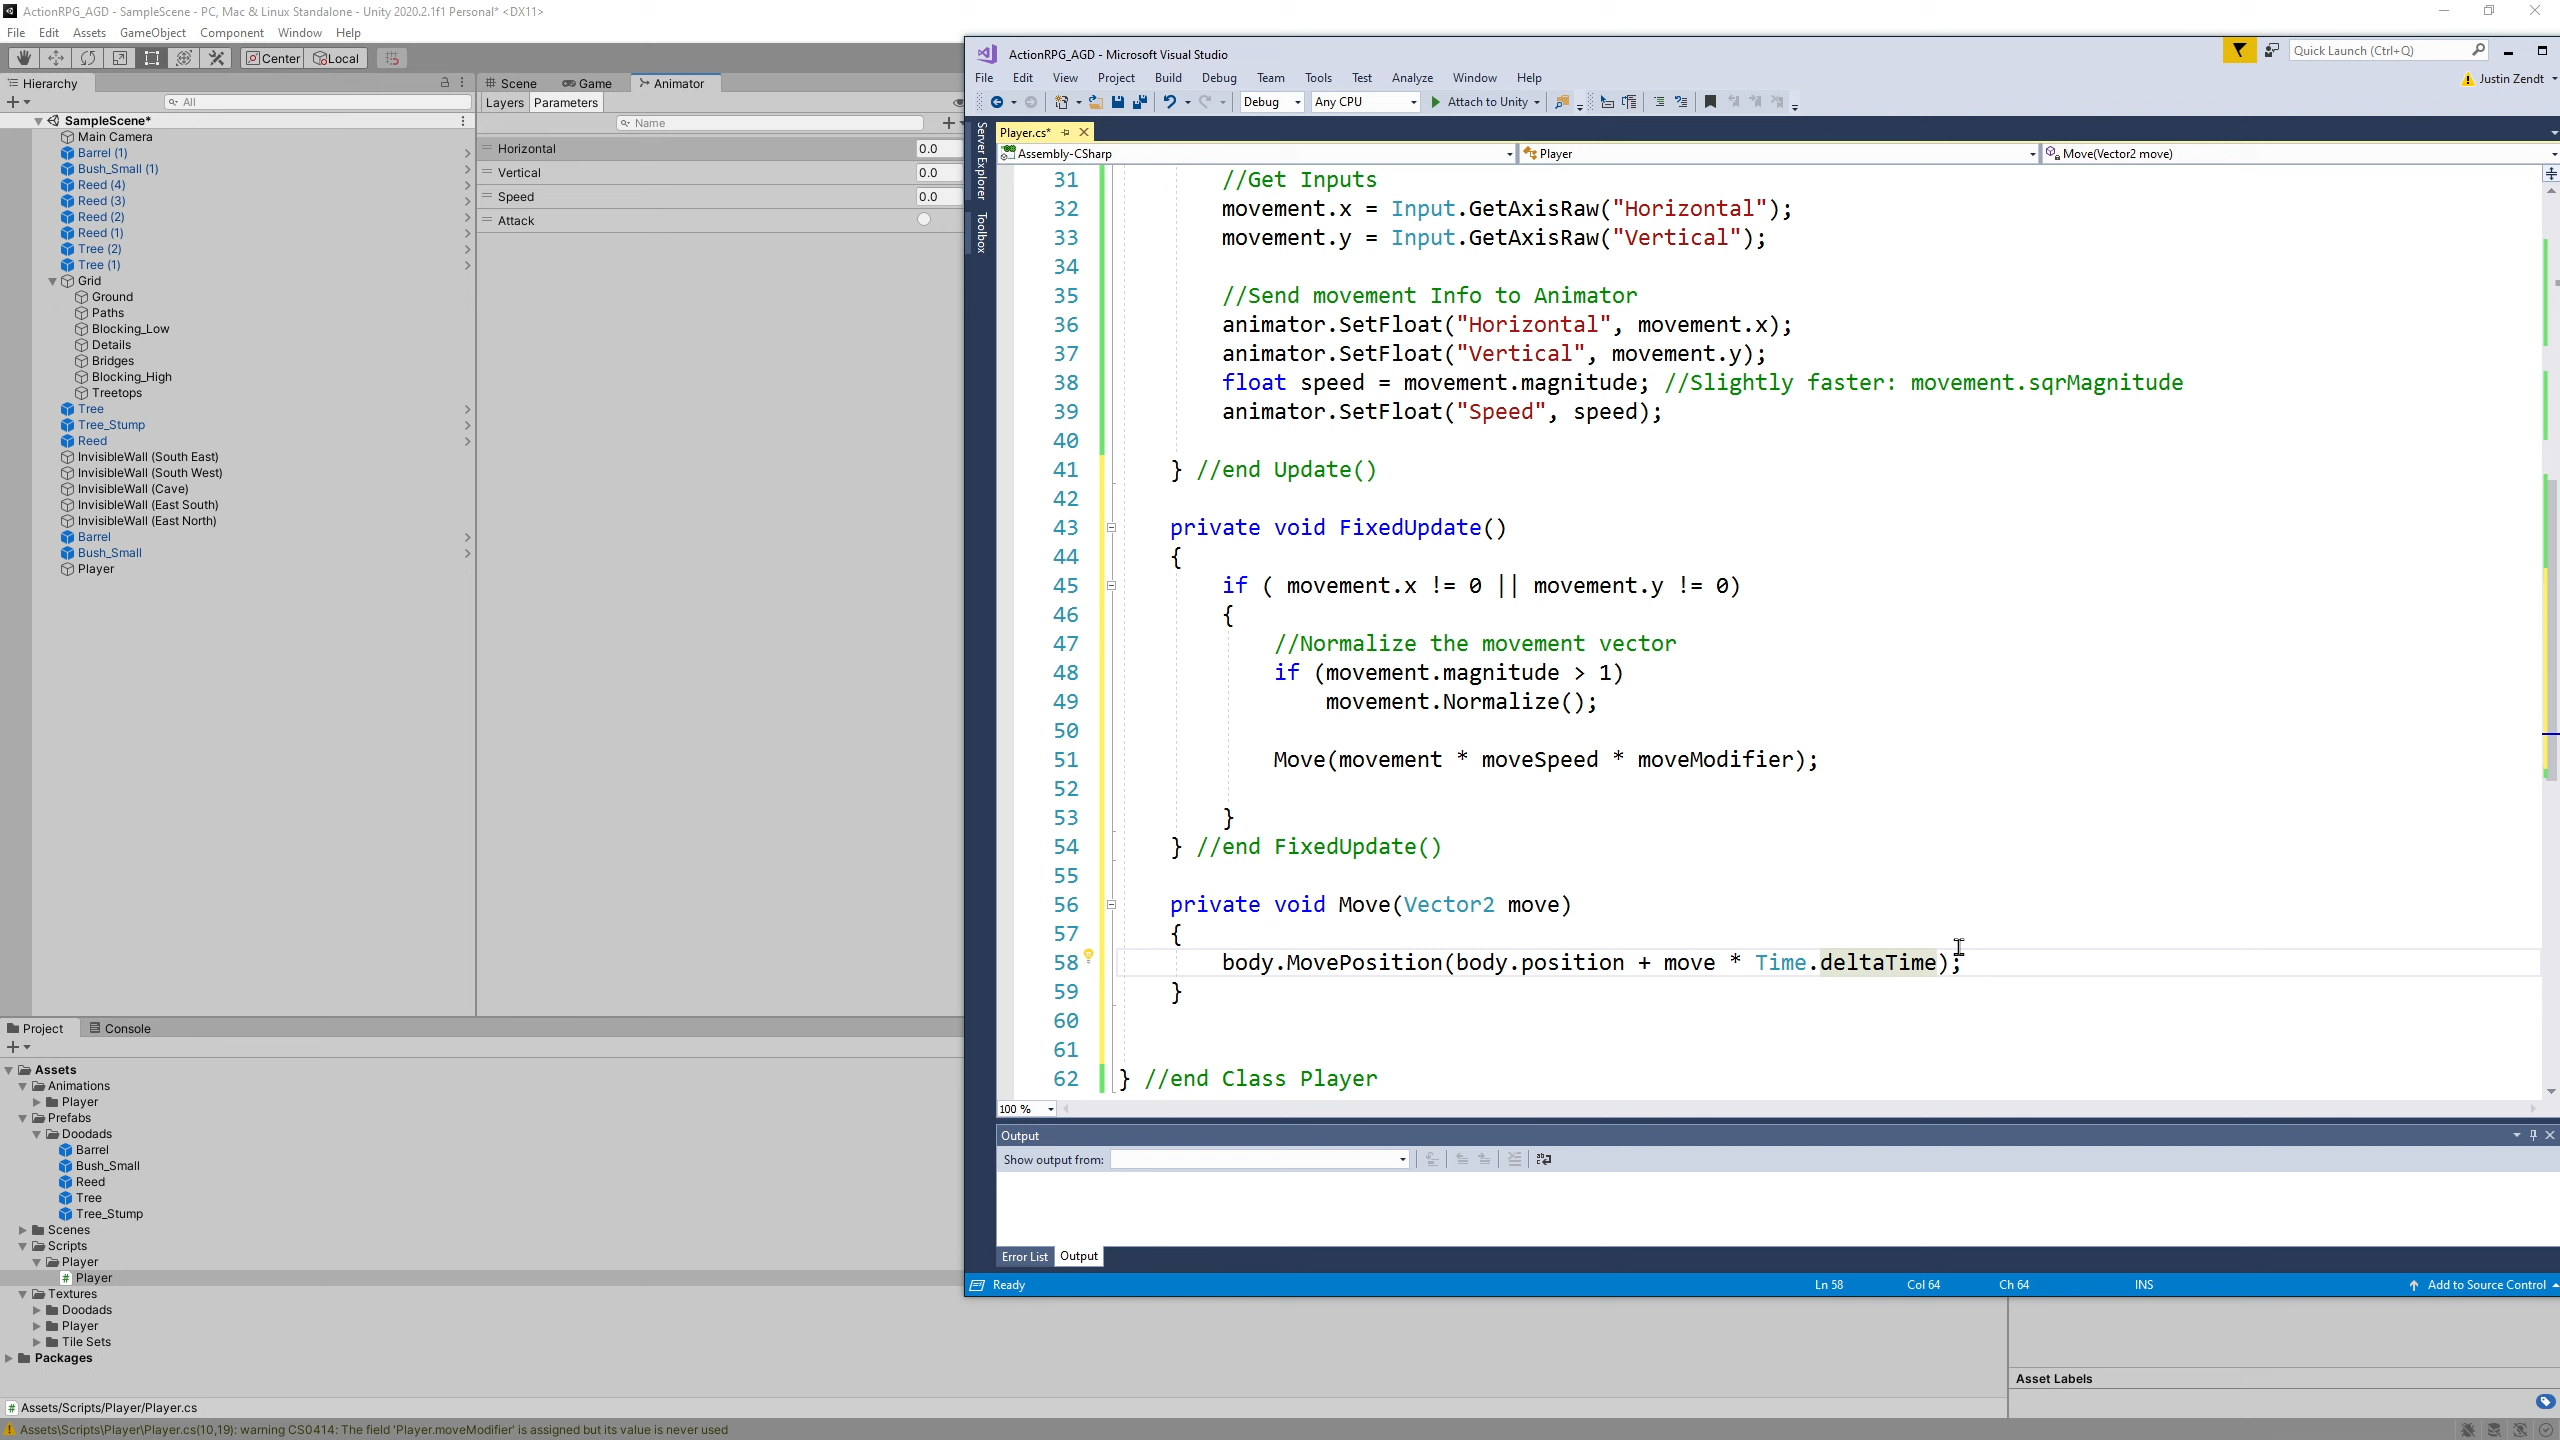 ActionRPG_AGD - SampleScene - PC, Mac & Linux Standalone - Unity 2020.2.1f1 Personal* <DX11>
File Edit Assets GameObject Component Window Help
Center Local
Hierarchy
All
SampleScene*
Main Camera
Barrel (1)
Bush_Small (1)
Reed (4)
Reed (3)
Reed (2)
Reed (1)
Tree (2)
Tree (1)
Grid
Ground
Paths
Blocking_Low
Details
Bridges
Blocking_High
Treetops
Tree
Tree_Stump
Reed
InvisibleWall (South East)
InvisibleWall (South West)
InvisibleWall (Cave)
InvisibleWall (East South)
InvisibleWall (East North)
Barrel
Bush_Small
Player
Scene Game Animator
Layers Parameters
Name
Horizontal 0.0
Vertical 0.0
Speed 0.0
Attack
Project Console
Assets
Animations
Player
Prefabs
Doodads
Barrel
Bush_Small
Reed
Tree
Tree_Stump
Scenes
Scripts
Player
Player
Textures
Doodads
Player
Tile Sets
Packages
Assets/Scripts/Player/Player.cs
Assets\Scripts\Player\Player.cs(10,19): warning CS0414: The field 'Player.moveModifier' is assigned but its value is never used
Asset Labels
ActionRPG_AGD - Microsoft Visual Studio
Quick Launch (Ctrl+Q)
File Edit View Project Build Debug Team Tools Test Analyze Window Help
Justin Zendt
Debug Any CPU Attach to Unity
Server Explorer
Toolbox
Player.cs*
Assembly-CSharp Player Move(Vector2 move)
31 //Get Inputs
32 movement.x = Input.GetAxisRaw("Horizontal");
33 movement.y = Input.GetAxisRaw("Vertical");
34
35 //Send movement Info to Animator
36 animator.SetFloat("Horizontal", movement.x);
37 animator.SetFloat("Vertical", movement.y);
38 float speed = movement.magnitude; //Slightly faster: movement.sqrMagnitude
39 animator.SetFloat("Speed", speed);
40
41 } //end Update()
42
43 private void FixedUpdate()
44 {
45 if ( movement.x != 0 || movement.y != 0)
46 {
47 //Normalize the movement vector
48 if (movement.magnitude > 1)
49 movement.Normalize();
50
51 Move(movement * moveSpeed * moveModifier);
52
53 }
54 } //end FixedUpdate()
55
56 private void Move(Vector2 move)
57 {
58 body.MovePosition(body.position + move * Time.deltaTime);
59 }
60
61
62 } //end Class Player
100 %
Output
Show output from:
Error List Output
Ready Ln 58 Col 64 Ch 64 INS Add to Source Control